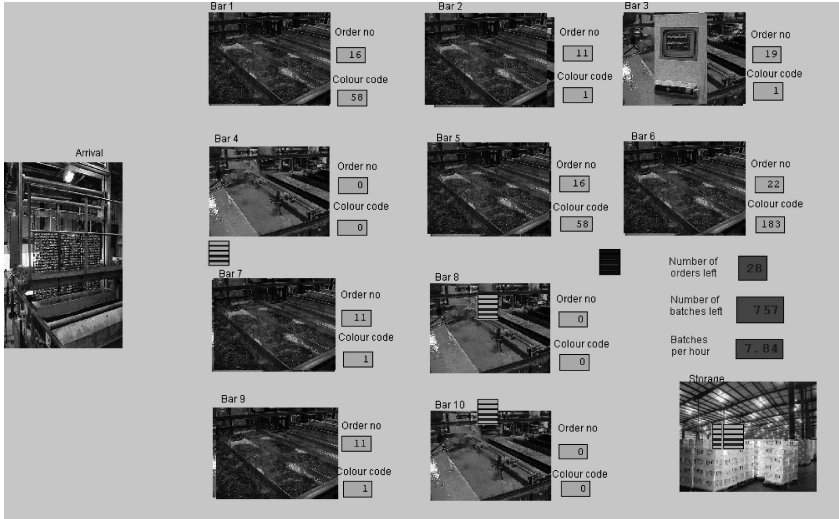 Bar 1
Order no
16
Colour code
58
Bar 2
Order no
11
Colour code
1
Bar 3
Order no
19
Colour code
1
Arrival
Bar 4
Order no
0
Colour code
0
Bar 5
Order no
16
Colour code
58
Bar 6
Order no
22
Colour code
183
Bar 7
Order no
11
Colour code
1
Bar 8
Order no
0
Colour code
0
Number of
orders left
28
Number of
batches left
757
Batches
per hour
7.84
Bar 9
Order no
11
Colour code
1
Bar 10
Order no
0
Colour code
0
Storage